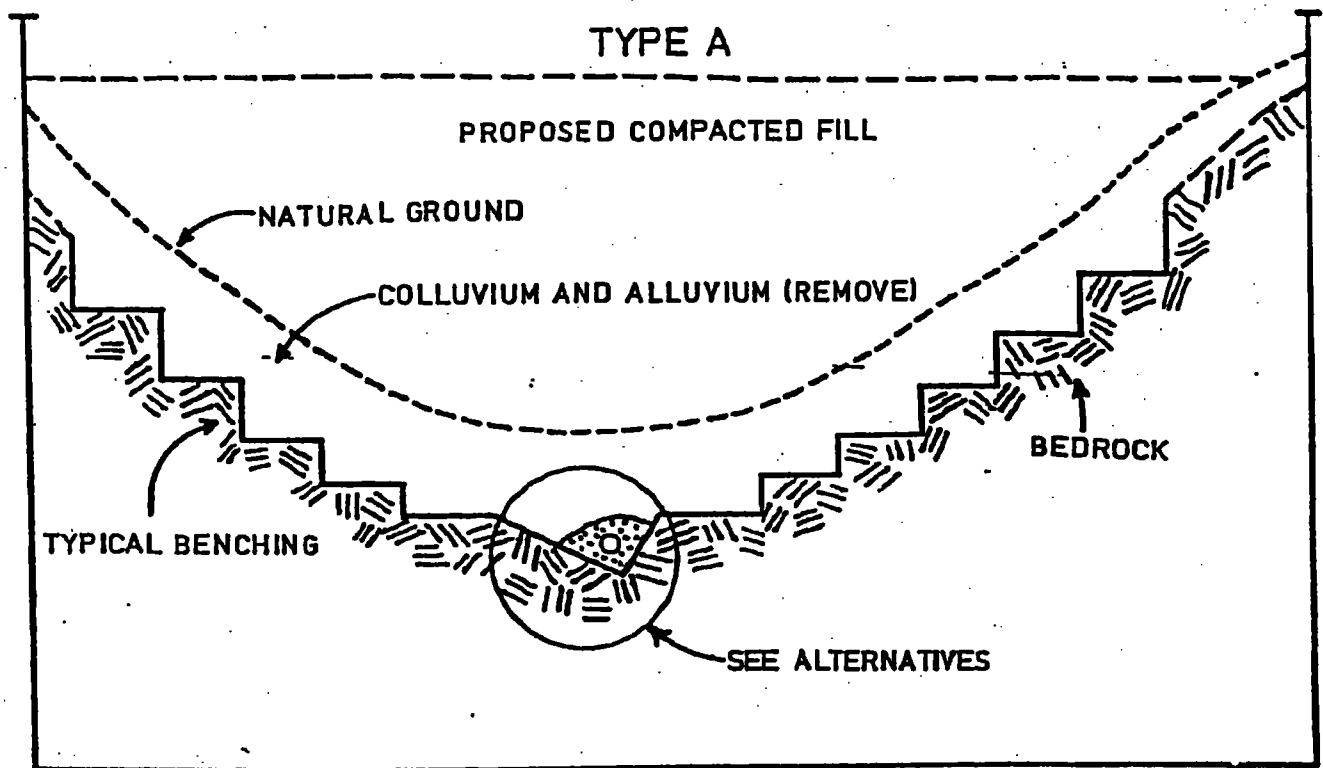 TYPE A
PROPOSED COMPACTED FILL
NATURAL GROUND
COLLUVIUM AND ALLUVIUM (REMOVE)
BEDROCK
TYPICAL BENCHING
SEE ALTERNATIVES